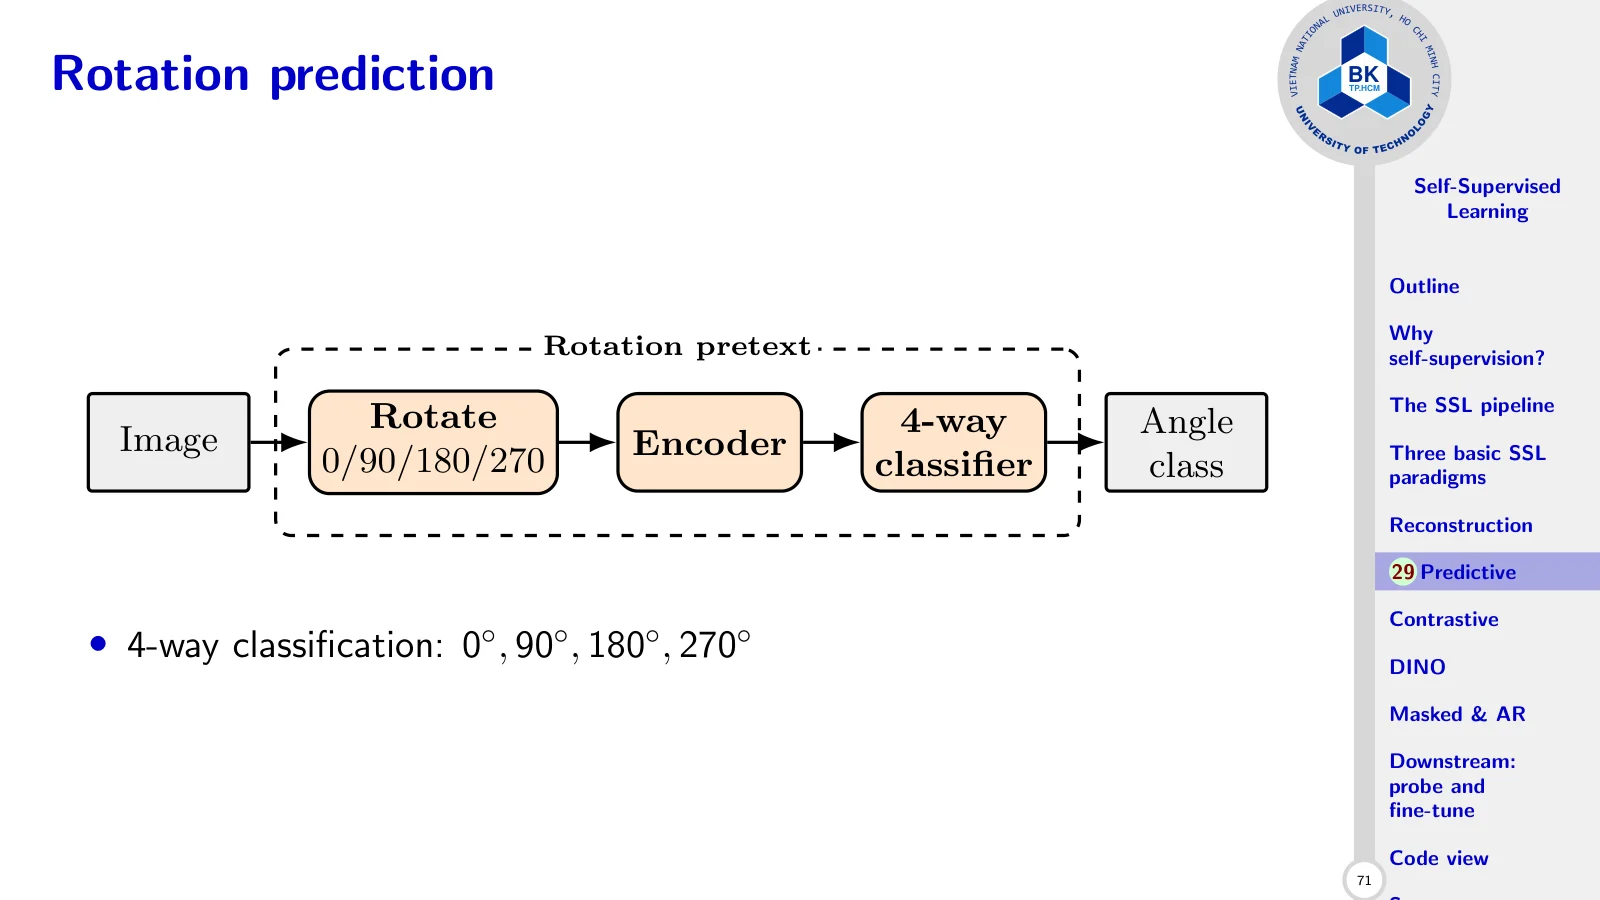 Rotation prediction
Rotation pretext
Image
Rotate
0/90/180/270
Encoder
4-way
classifier
Angle
class
• 4-way classification: 0°, 90°, 180°, 270°
VIETNAM NATIONAL UNIVERSITY, HO CHI MINH CITY
BK
TP.HCM
UNIVERSITY OF TECHNOLOGY
Self-Supervised
Learning
Outline
Why
self-supervision?
The SSL pipeline
Three basic SSL
paradigms
Reconstruction
29 Predictive
Contrastive
DINO
Masked & AR
Downstream:
probe and
fine-tune
Code view
71